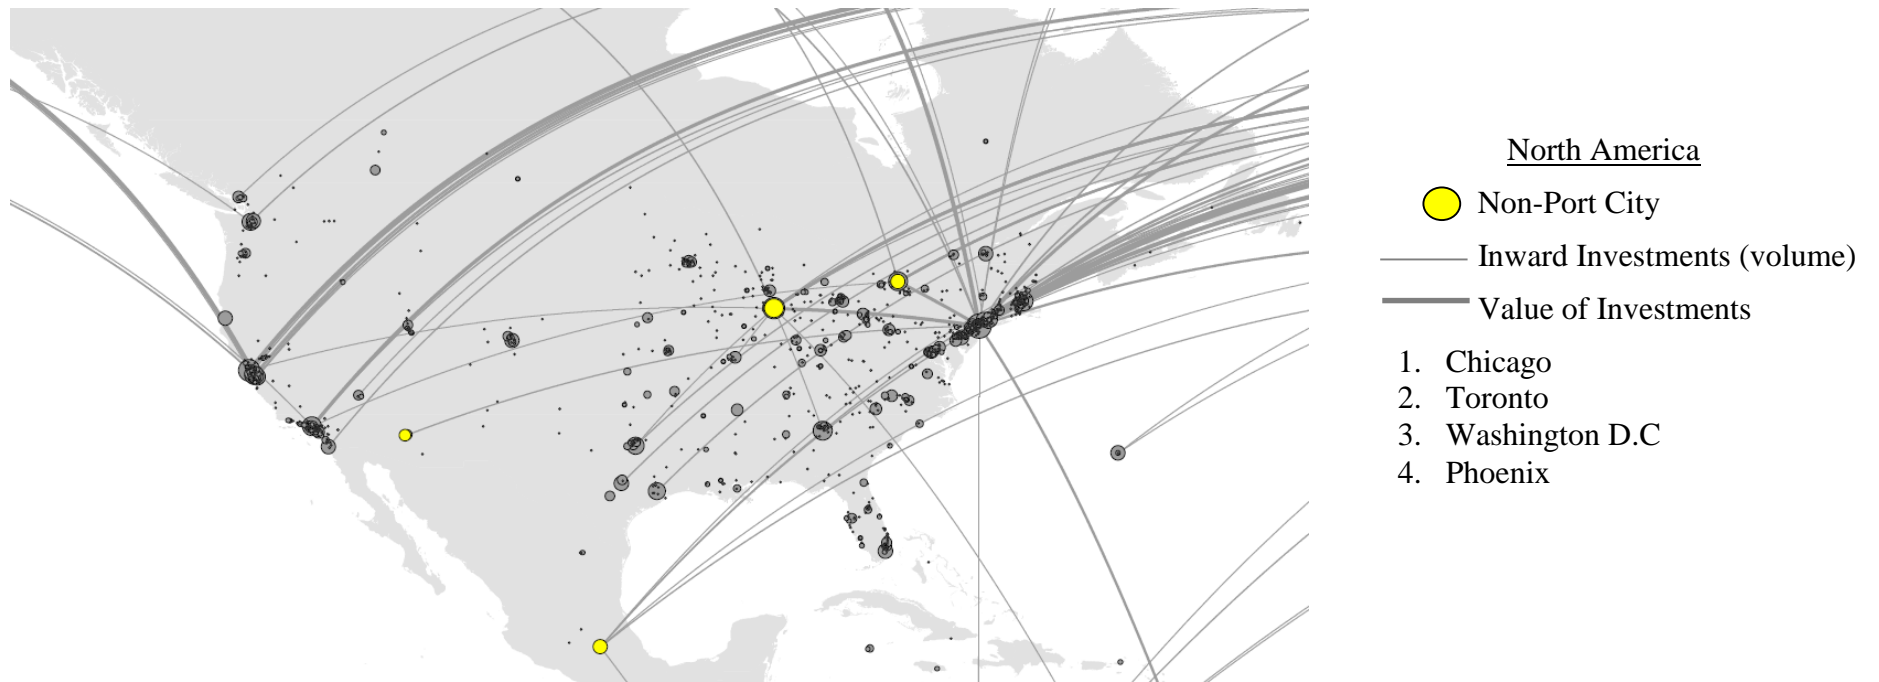 North America
Non-Port City
Inward Investments (volume)
Value of Investments
1. Chicago
2. Toronto
3. Washington D.C
4. Phoenix